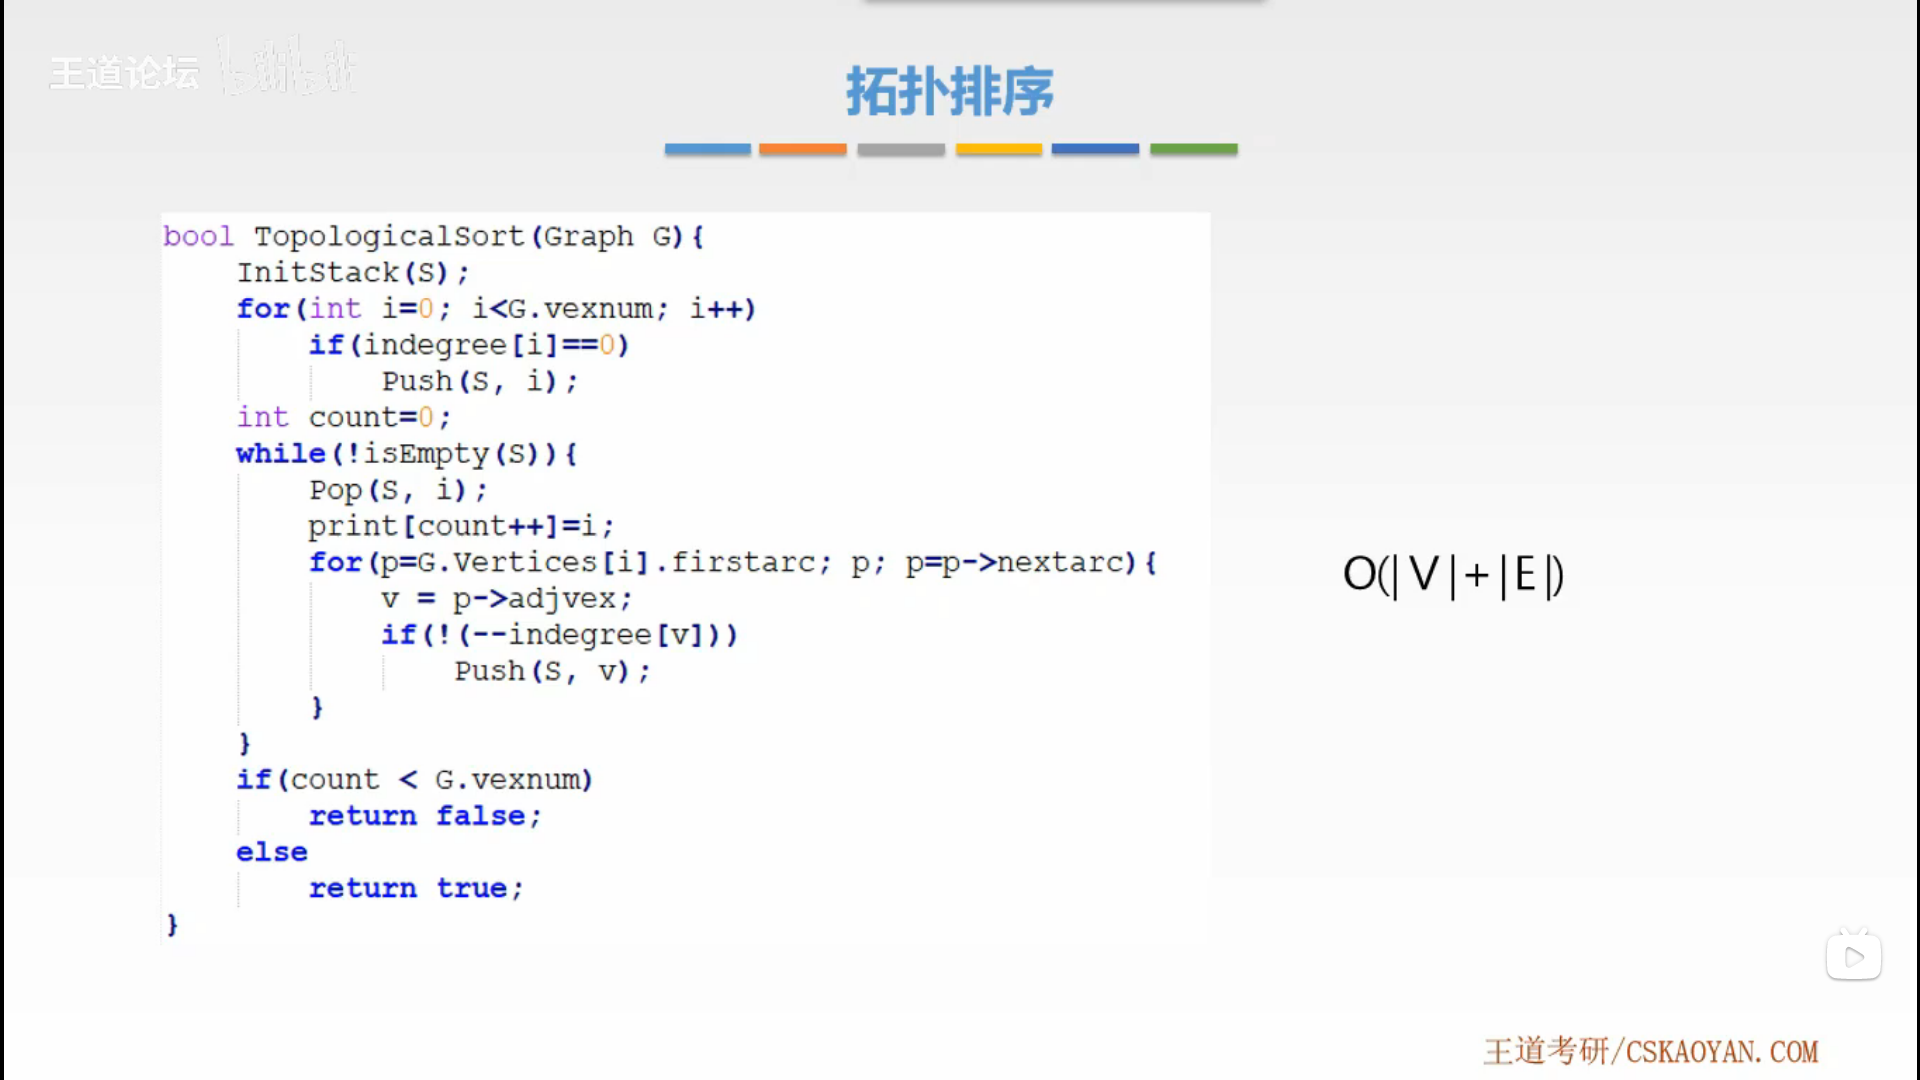 王道论坛 bilibili
拓扑排序
bool TopologicalSort(Graph G){
InitStack(S);
for(int i=0; i<G.vexnum; i++)
if(indegree[i]==0)
Push(S, i);
int count=0;
while(!isEmpty(S)){
Pop(S, i);
print[count++]=i;
for(p=G.Vertices[i].firstarc; p; p=p->nextarc){
v = p->adjvex;
if(!(--indegree[v]))
Push(S, v);
}
}
if(count < G.vexnum)
return false;
else
return true;
}
O(|V|+|E|)
王道考研/CSKAOYAN.COM